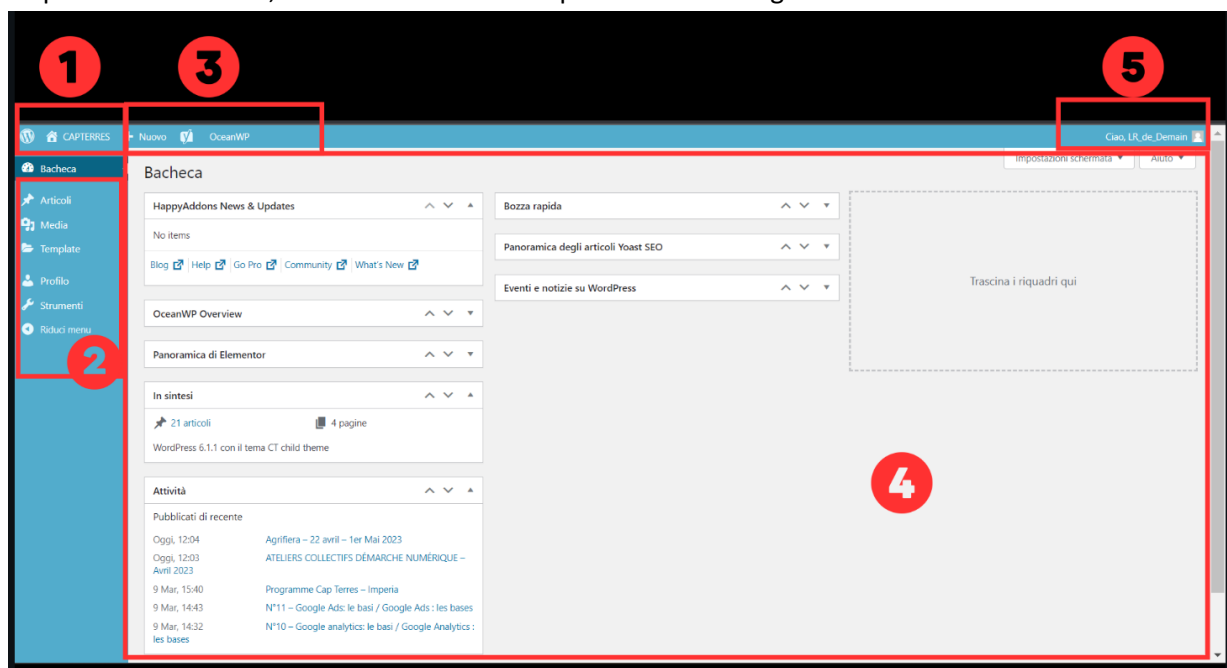 1
3
5
CAPTERRES
Nuovo
OceanWP
Ciao, LR_de_Demain
Bacheca
Articoli
Media
Template
Profilo
Strumenti
Riduci menu
2
Impostazioni schermata
Aiuto
Bacheca
HappyAddons News & Updates
No items
Blog Help Go Pro Community What's New
OceanWP Overview
Panoramica di Elementor
In sintesi
21 articoli 4 pagine
WordPress 6.1.1 con il tema CT child theme
Attività
Pubblicati di recente
Oggi, 12:04 Agrifiera – 22 avril – 1er Mai 2023
Oggi, 12:03 ATELIERS COLLECTIFS DÉMARCHE NUMÉRIQUE –
Avril 2023
9 Mar, 15:40 Programme Cap Terres – Imperia
9 Mar, 14:43 N°11 – Google Ads: le basi / Google Ads : les bases
9 Mar, 14:32 N°10 – Google analytics: le basi / Google Analytics :
les bases
Bozza rapida
Panoramica degli articoli Yoast SEO
Eventi e notizie su WordPress
Trascina i riquadri qui
4